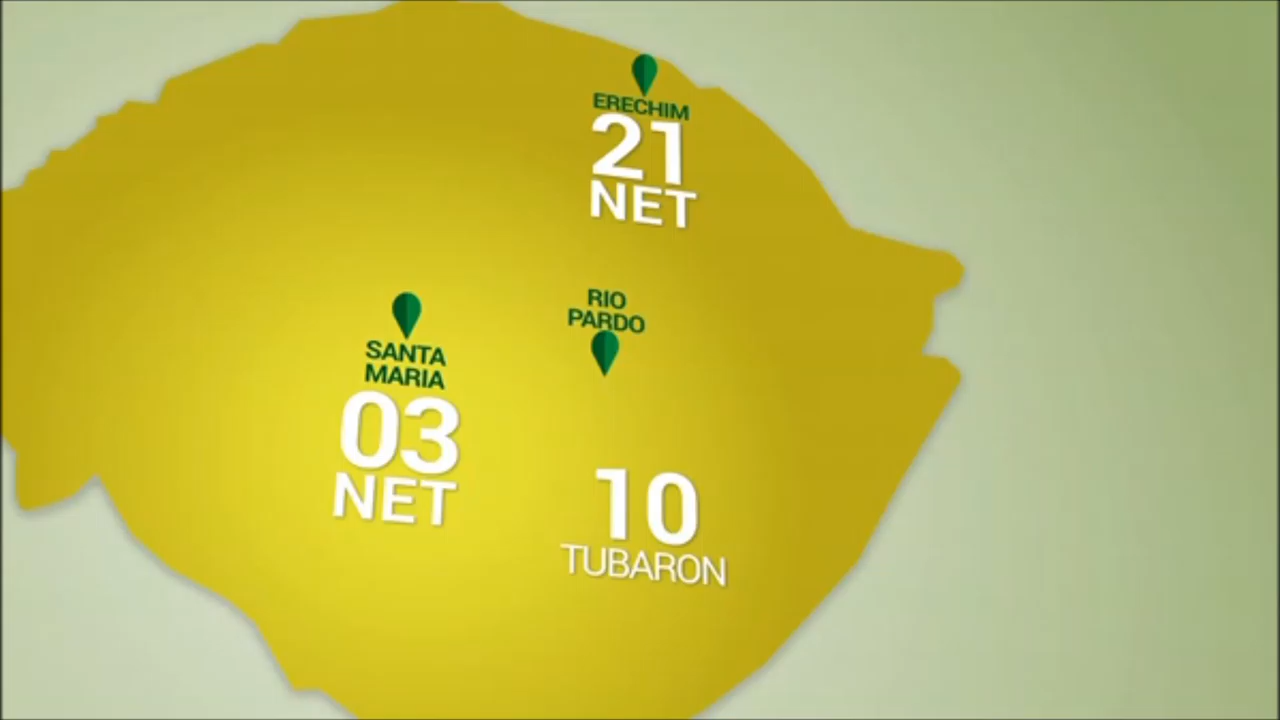 ERECHIM
21
NET
RIO
PARDO
SANTA
MARIA
03
NET
10
TUBARON